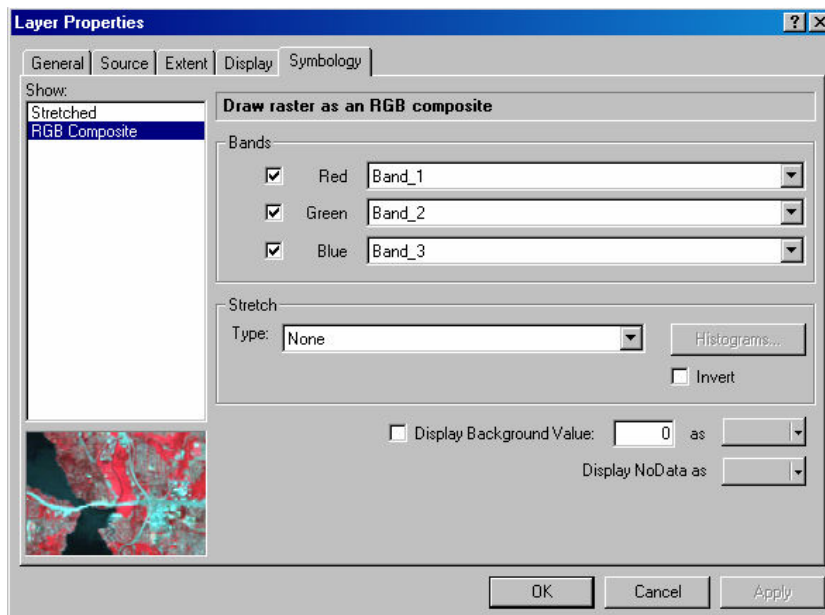 Layer Properties
General Source Extent Display Symbology
Show:
Stretched
RGB Composite
Draw raster as an RGB composite
Bands
Red Band_1
Green Band_2
Blue Band_3
Stretch
Type: None
Histograms...
Invert
Display Background Value: 0 as
Display NoData as
OK Cancel Apply